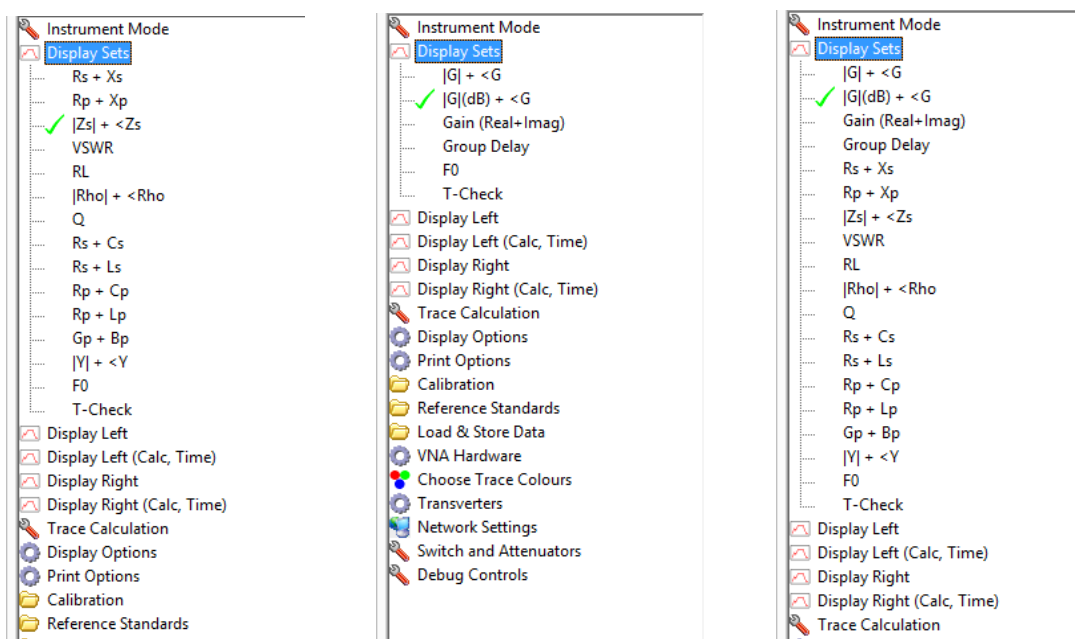 Instrument Mode
Display Sets
Rs + Xs
Rp + Xp
|Zs| + <Zs
VSWR
RL
|Rho| + <Rho
Q
Rs + Cs
Rs + Ls
Rp + Cp
Rp + Lp
Gp + Bp
|Y| + <Y
F0
T-Check
Display Left
Display Left (Calc, Time)
Display Right
Display Right (Calc, Time)
Trace Calculation
Display Options
Print Options
Calibration
Reference Standards
Instrument Mode
Display Sets
|G| + <G
|G|(dB) + <G
Gain (Real+Imag)
Group Delay
F0
T-Check
Display Left
Display Left (Calc, Time)
Display Right
Display Right (Calc, Time)
Trace Calculation
Display Options
Print Options
Calibration
Reference Standards
Load & Store Data
VNA Hardware
Choose Trace Colours
Transverters
Network Settings
Switch and Attenuators
Debug Controls
Instrument Mode
Display Sets
|G| + <G
|G|(dB) + <G
Gain (Real+Imag)
Group Delay
Rs + Xs
Rp + Xp
|Zs| + <Zs
VSWR
RL
|Rho| + <Rho
Q
Rs + Cs
Rs + Ls
Rp + Cp
Rp + Lp
Gp + Bp
|Y| + <Y
F0
T-Check
Display Left
Display Left (Calc, Time)
Display Right
Display Right (Calc, Time)
Trace Calculation